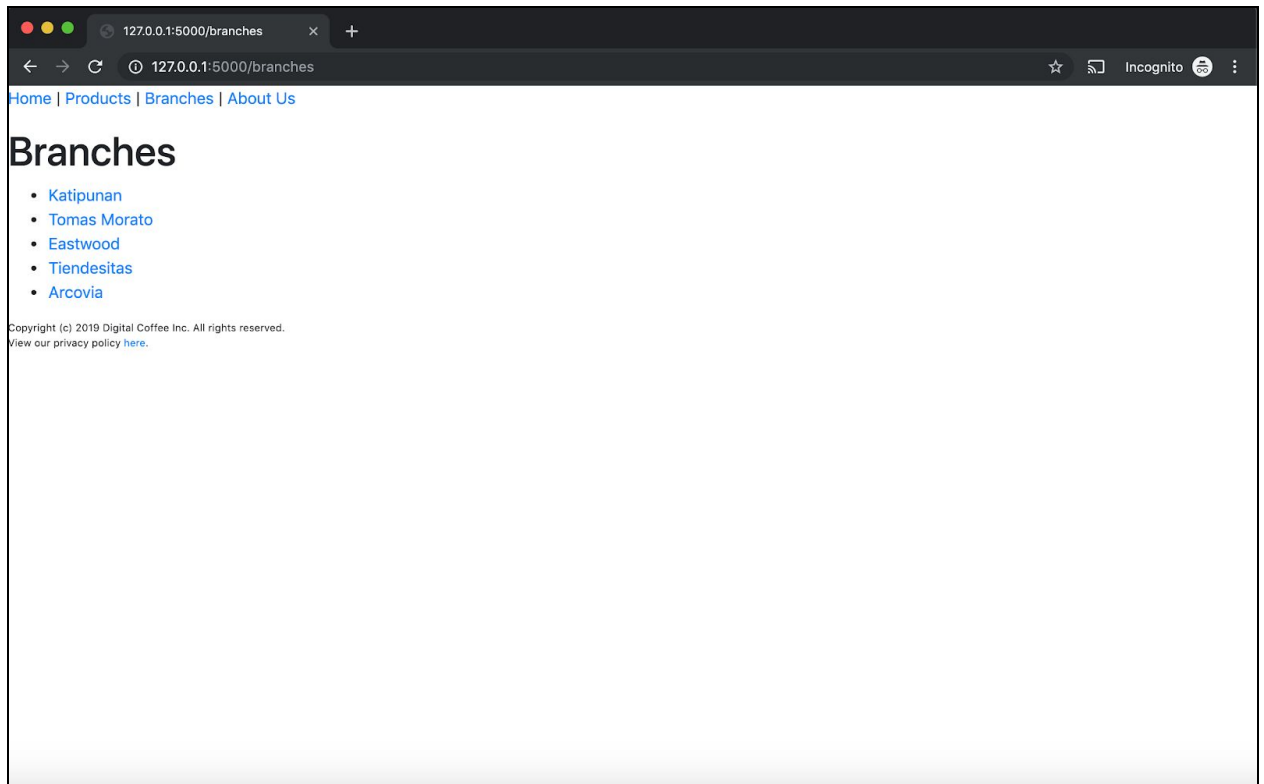 127.0.0.1:5000/branches
127.0.0.1:5000/branches Incognito
Home | Products | Branches | About Us
Branches
• Katipunan
• Tomas Morato
• Eastwood
• Tiendesitas
• Arcovia
Copyright (c) 2019 Digital Coffee Inc. All rights reserved.
View our privacy policy here.